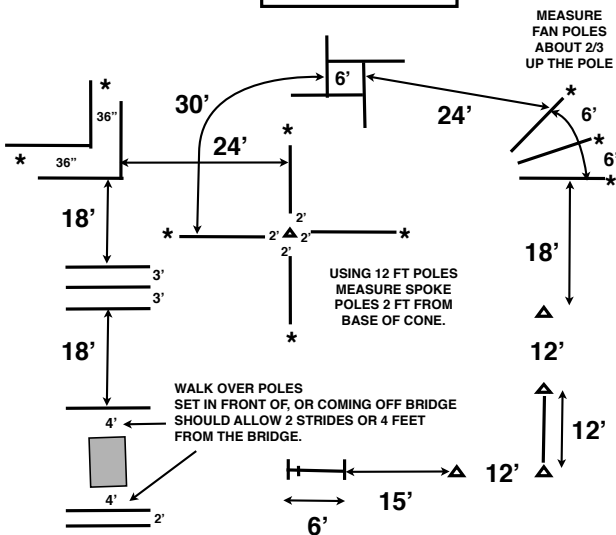 MEASURE
FAN POLES
ABOUT 2/3
UP THE POLE
*
36”
6’
*
30’
24’
6’
*
*
24’
*
36”
6’
*
18’
2’
*
2’
2’
*
2’
18’
3’
USING 12 FT POLES
MEASURE SPOKE
POLES 2 FT FROM
BASE OF CONE.
3’
*
18’
12’
WALK OVER POLES
SET IN FRONT OF, OR COMING OFF BRIDGE
SHOULD ALLOW 2 STRIDES OR 4 FEET
FROM THE BRIDGE.
4’
12’
4’
12’
15’
2’
6’